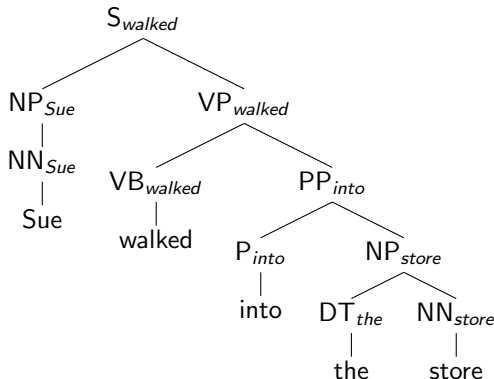 S_walked
NP_Sue VP_walked
NN_Sue VB_walked PP_into
Sue walked P_into NP_store
into DT_the NN_store
the store